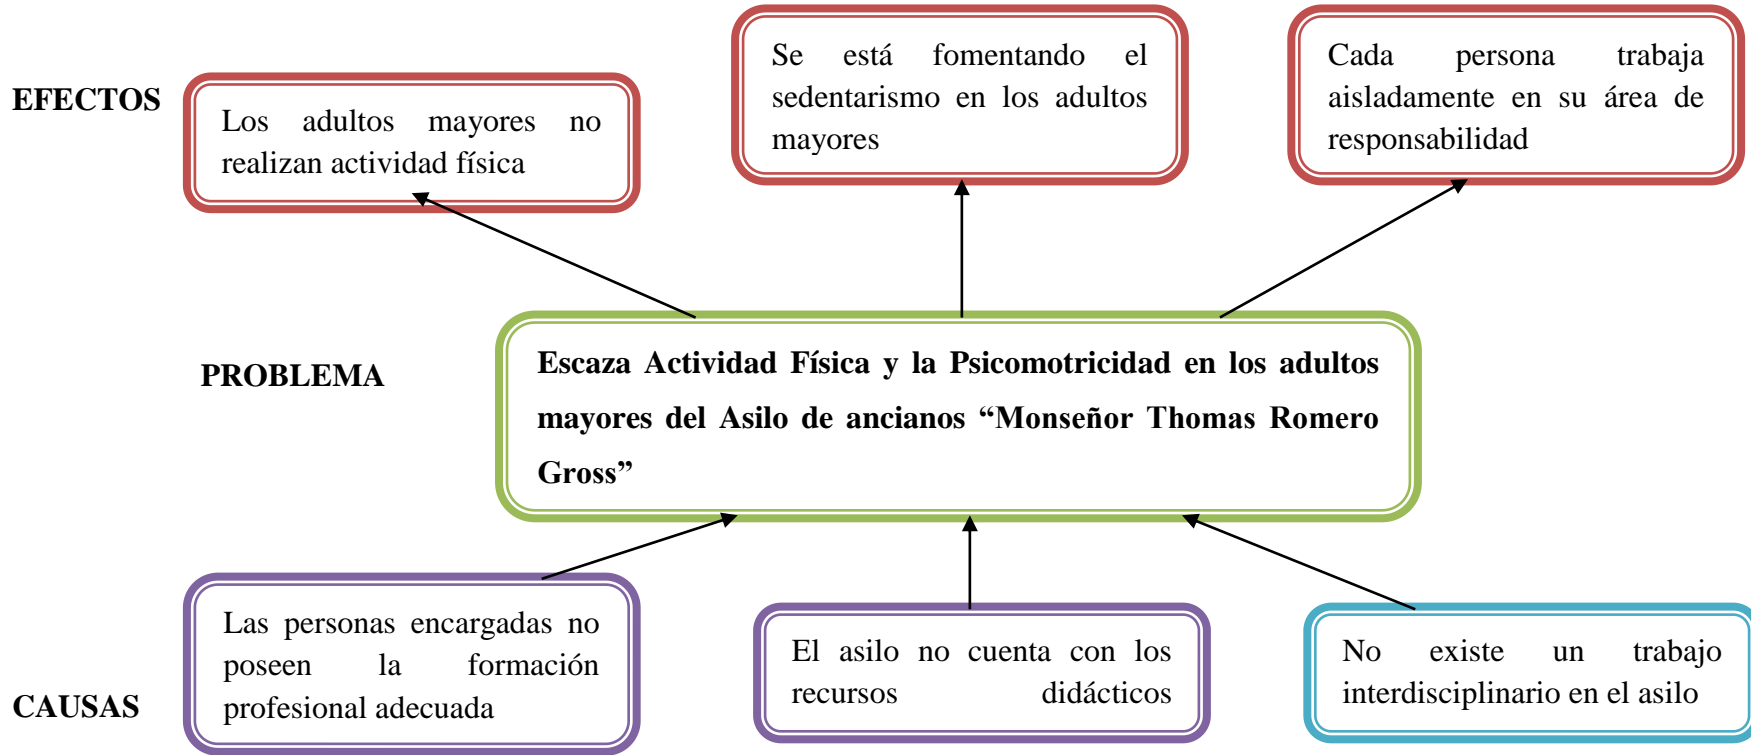 EFECTOS
Los adultos mayores no
realizan actividad física
Se está fomentando el
sedentarismo en los adultos
mayores
Cada persona trabaja
aisladamente en su área de
responsabilidad
PROBLEMA
Escaza Actividad Física y la Psicomotricidad en los adultos
mayores del Asilo de ancianos “Monseñor Thomas Romero
Gross”
CAUSAS
Las personas encargadas no
poseen la formación
profesional adecuada
El asilo no cuenta con los
recursos didácticos
No existe un trabajo
interdisciplinario en el asilo